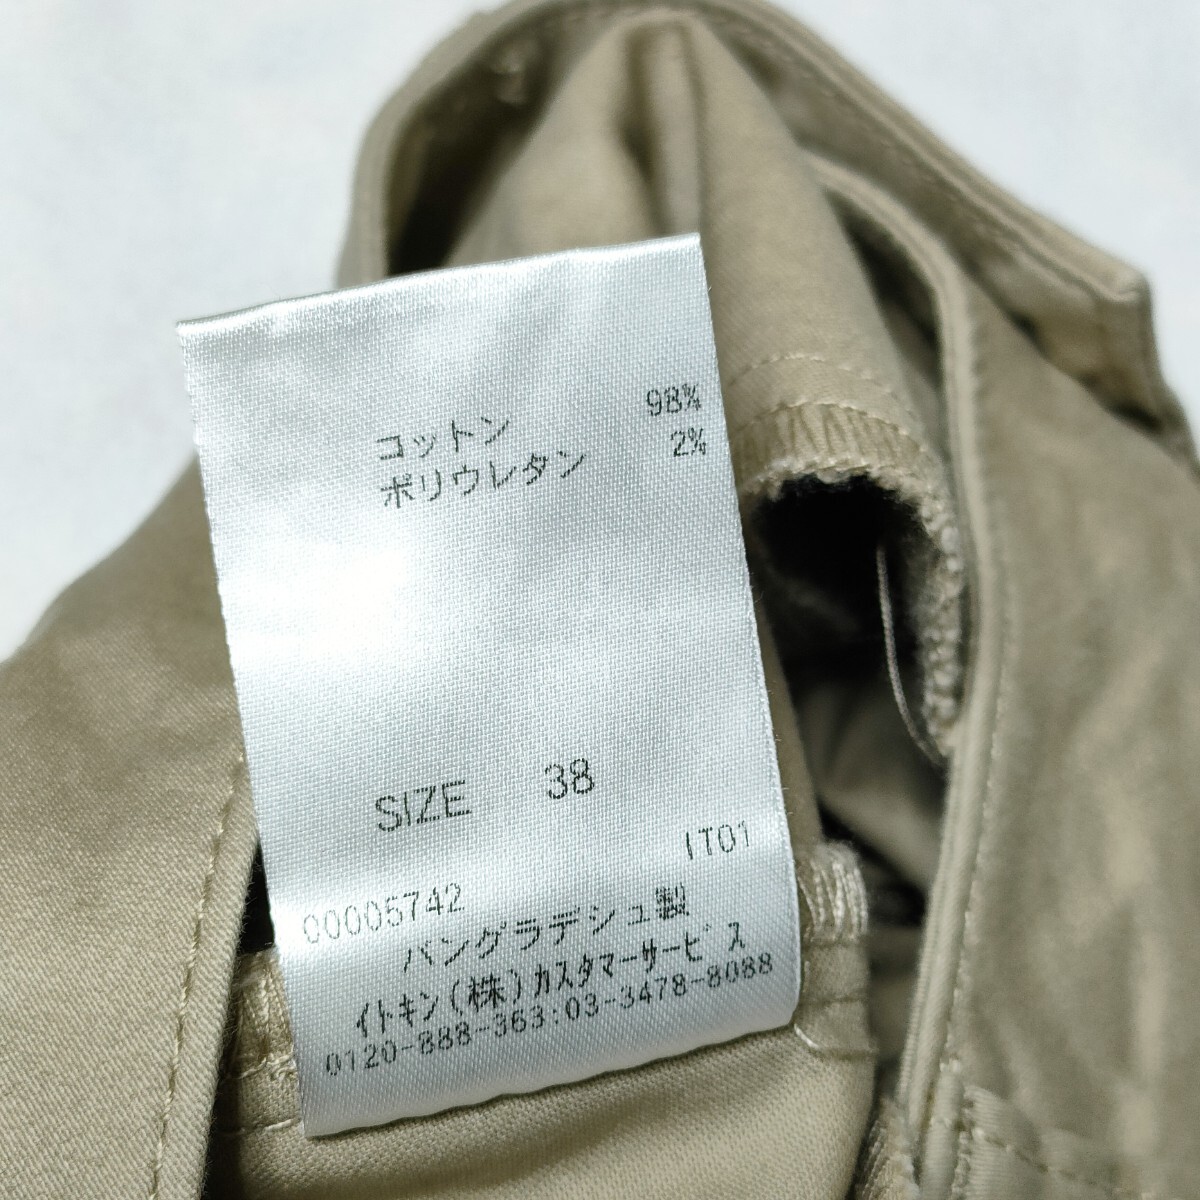 コットン 98%
ポリウレタン 2%
SIZE 38
IT01
00005742
バングラデシュ製
イトキン(株)カスタマーサービス
0120-888-363:03-3478-8088